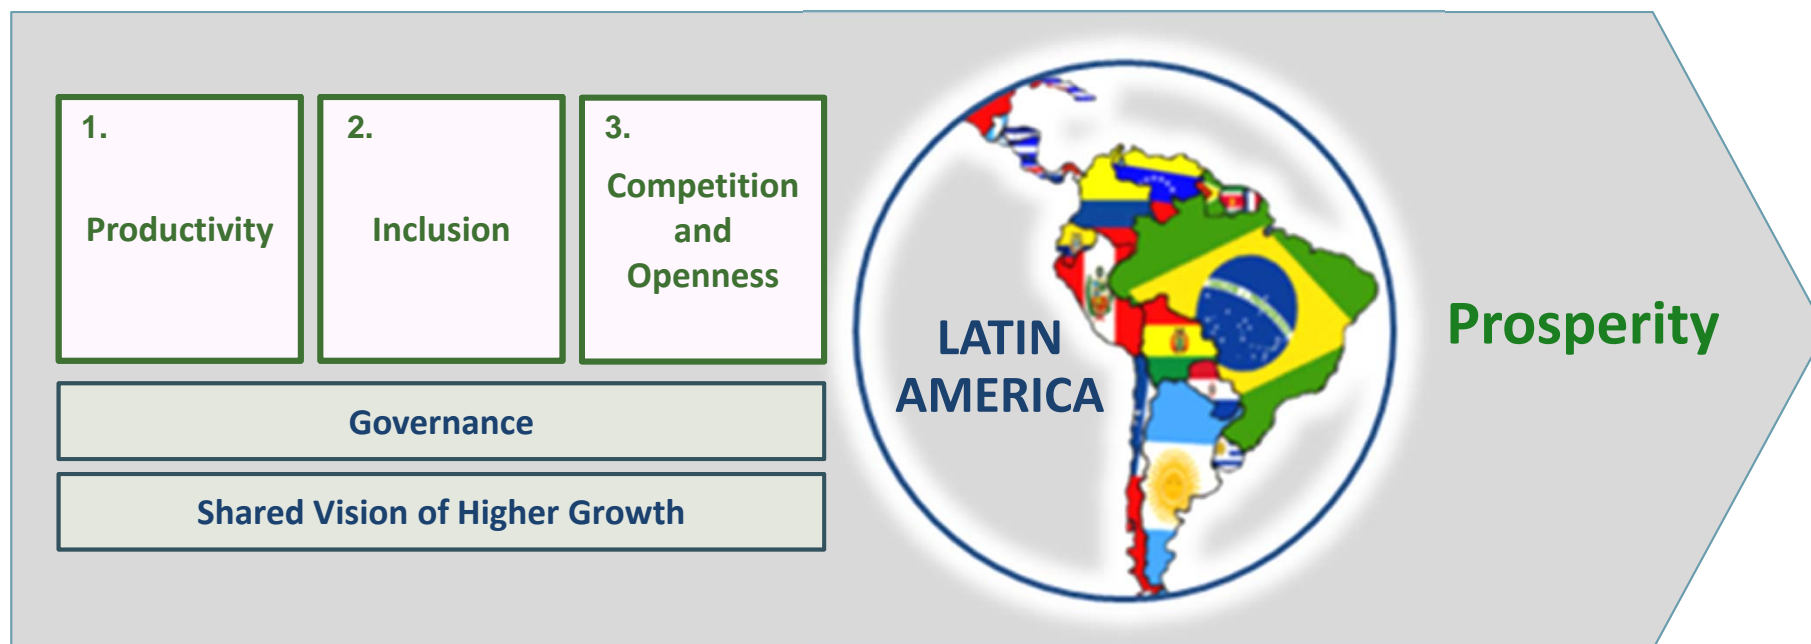 1.
Productivity
2.
Inclusion
3.
Competition
and
Openness
Governance
Shared Vision of Higher Growth
LATIN
AMERICA
Prosperity